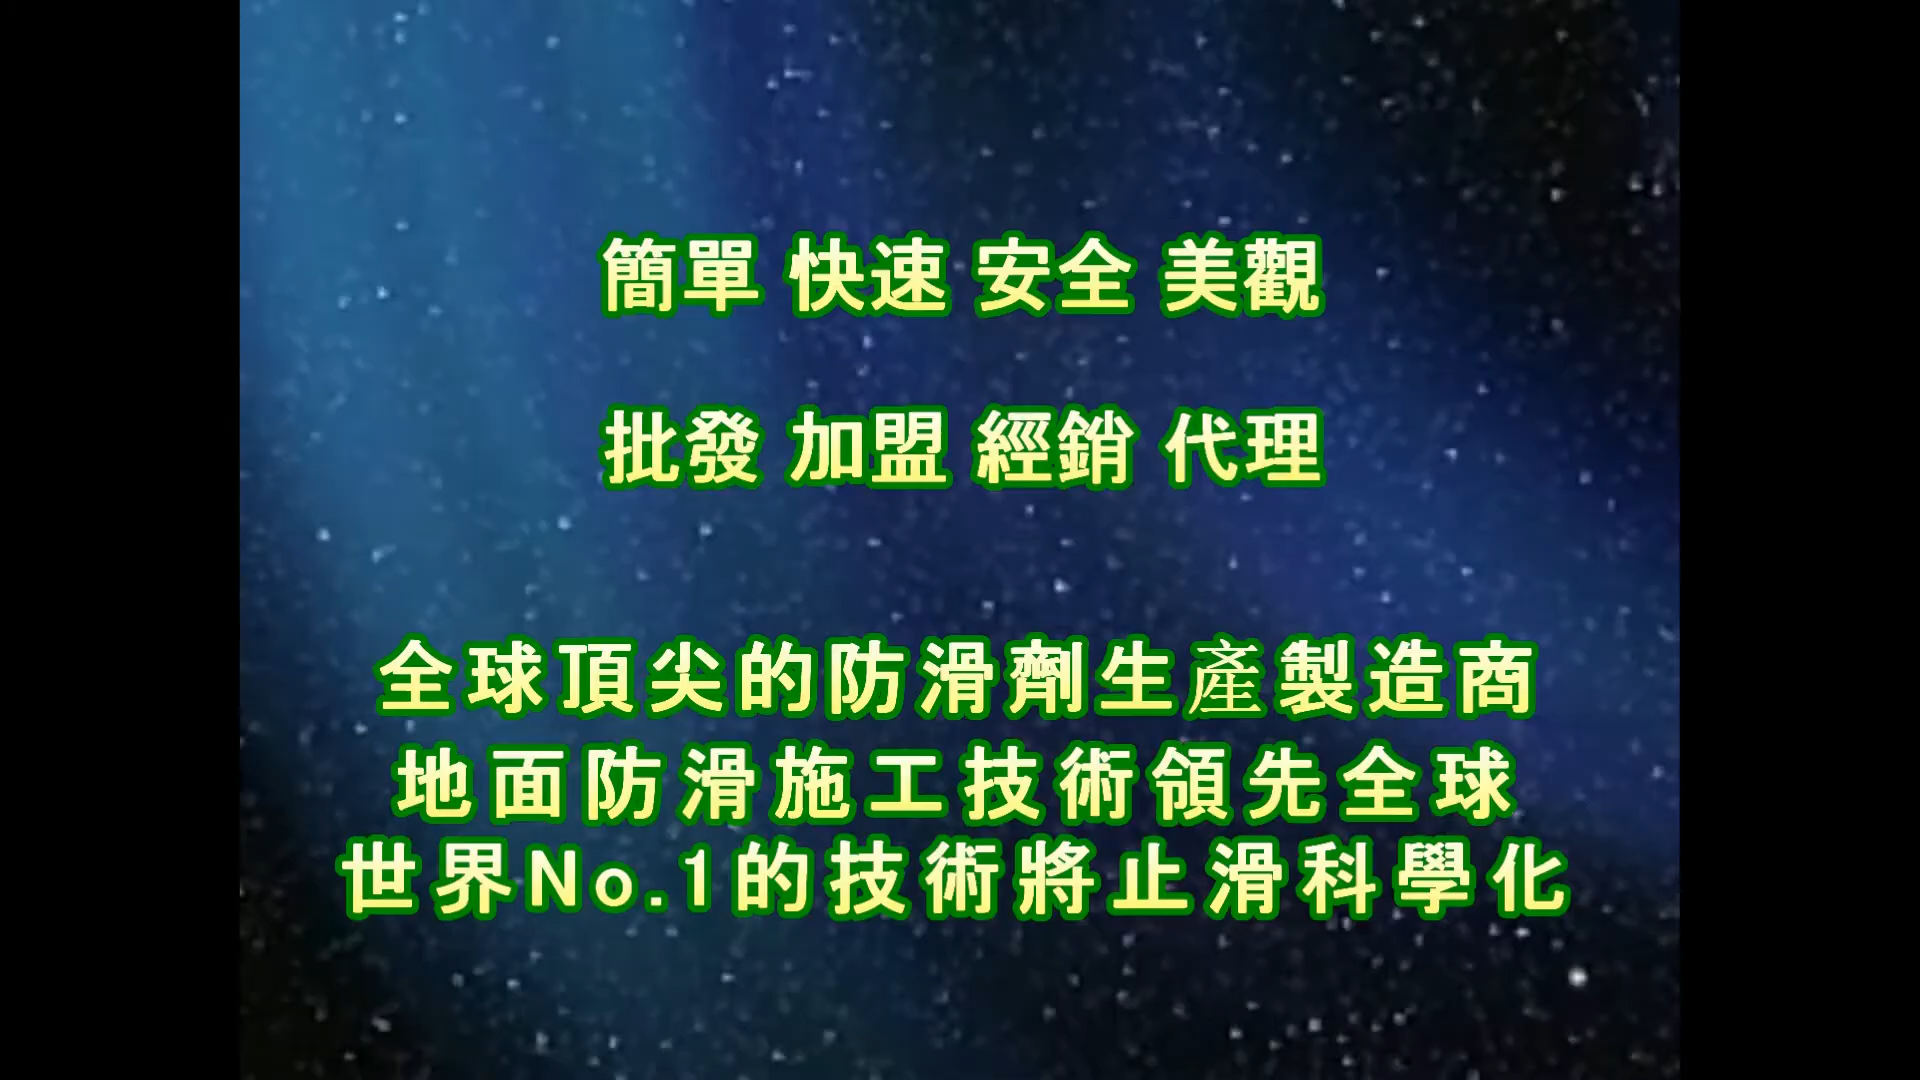 簡單 快速 安全 美觀
批發 加盟 經銷 代理
全球頂尖的防滑劑生產製造商
地面防滑施工技術領先全球
世界No.1的技術將止滑科學化